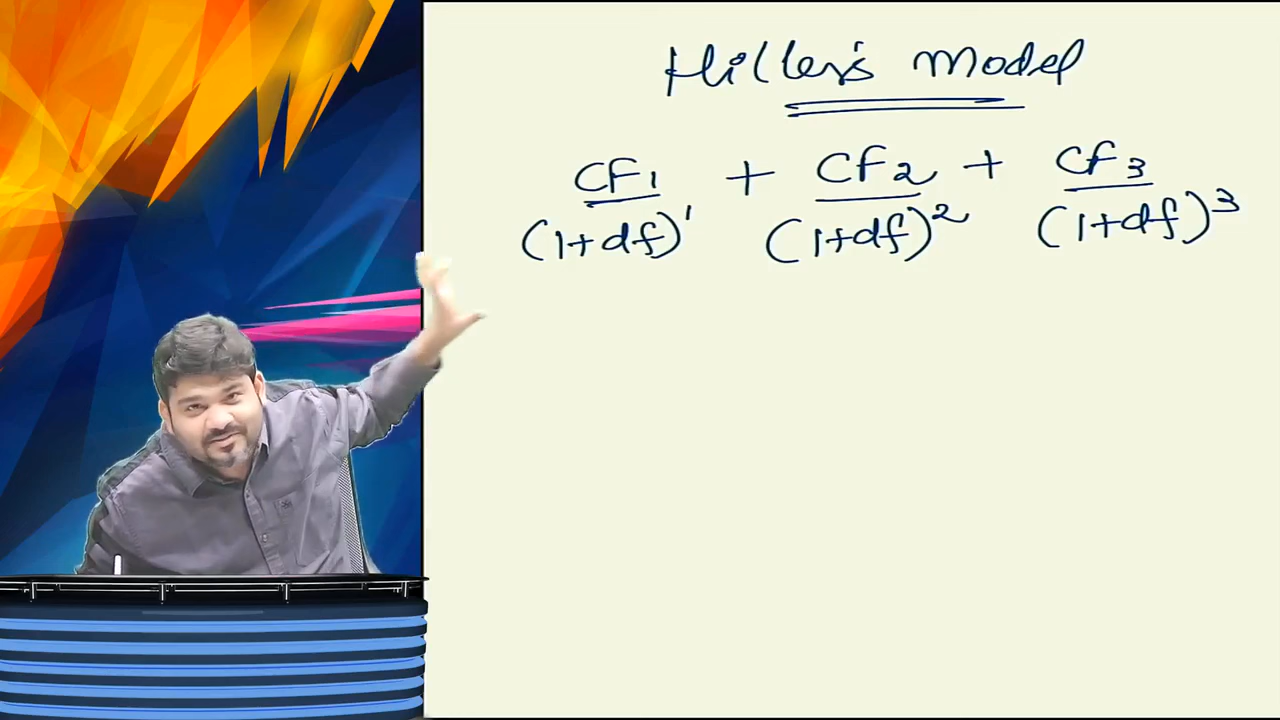 Hiller's Model
CF1 + CF2 + CF3
(1+df)^1 (1+df)^2 (1+df)^3